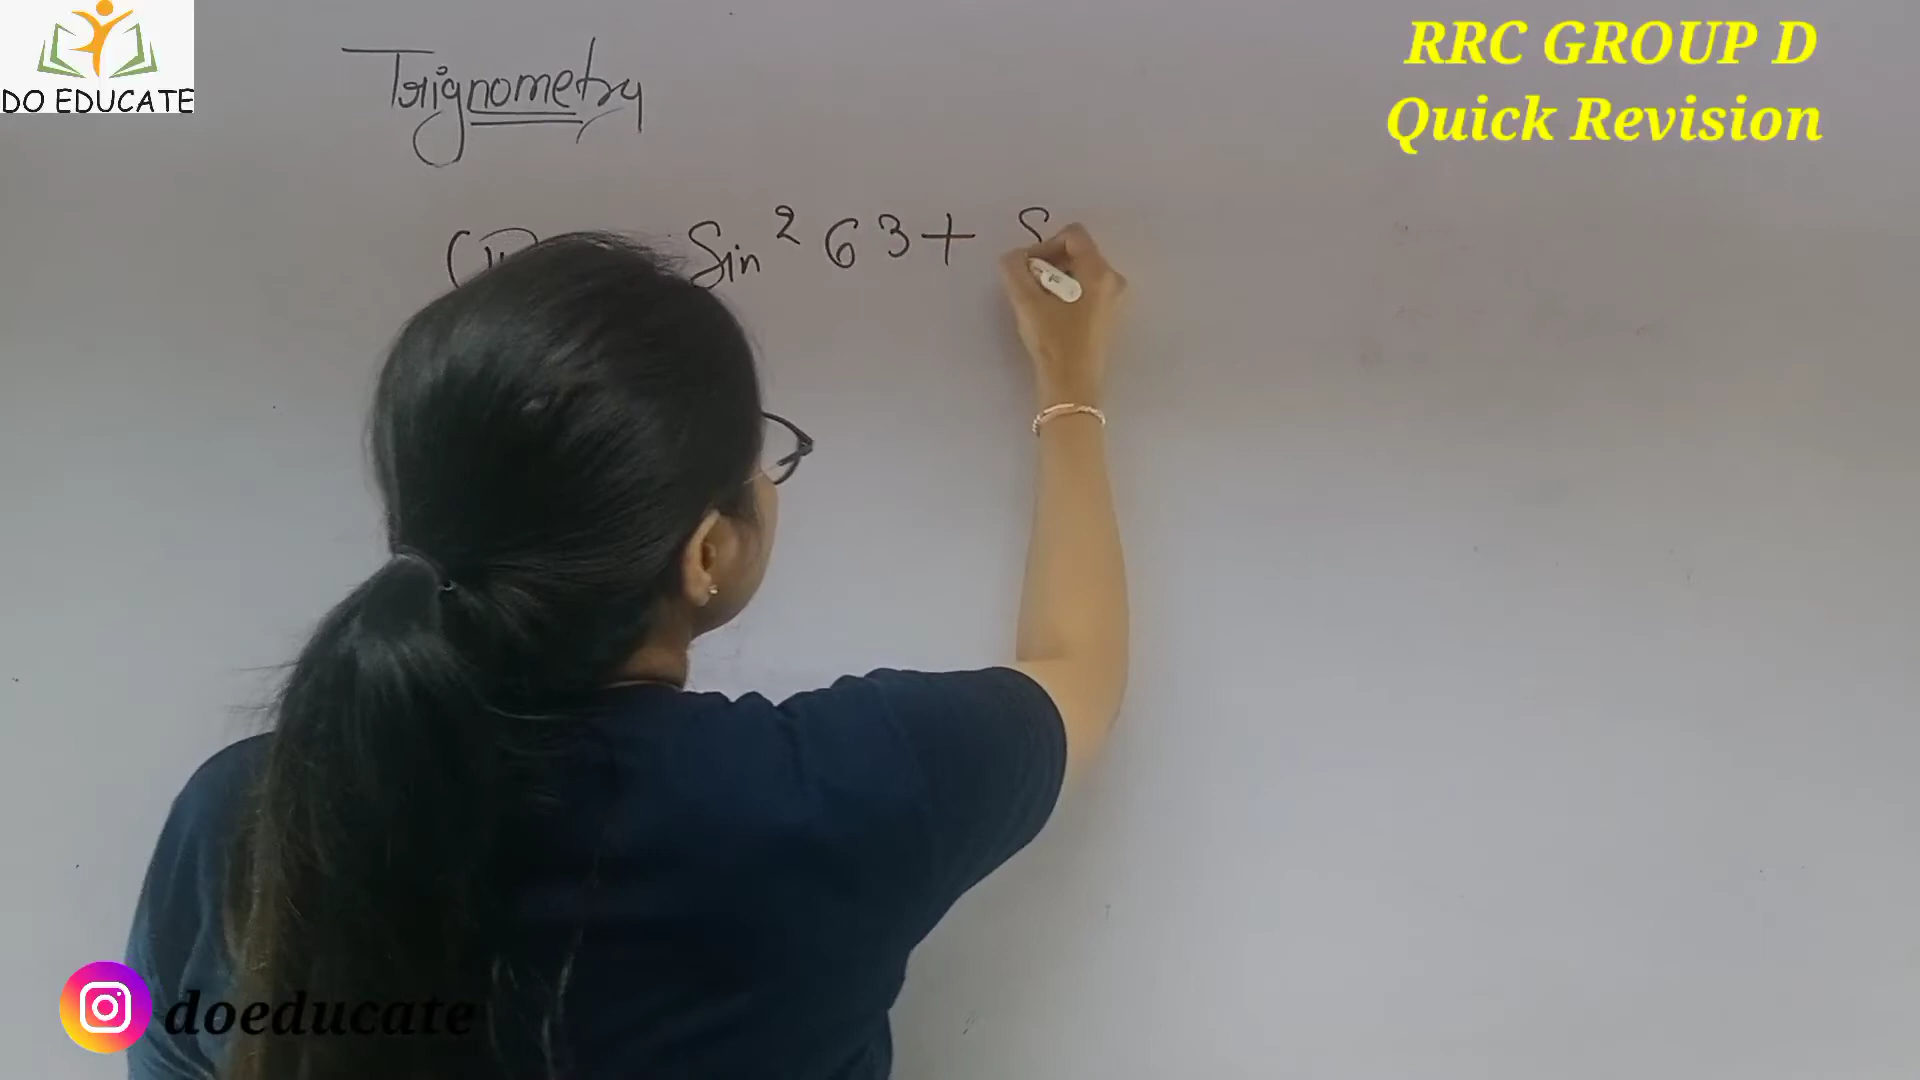 DO EDUCATE
RRC GROUP D
Quick Revision
Trignometry
Sin² 63 + S
doeducate